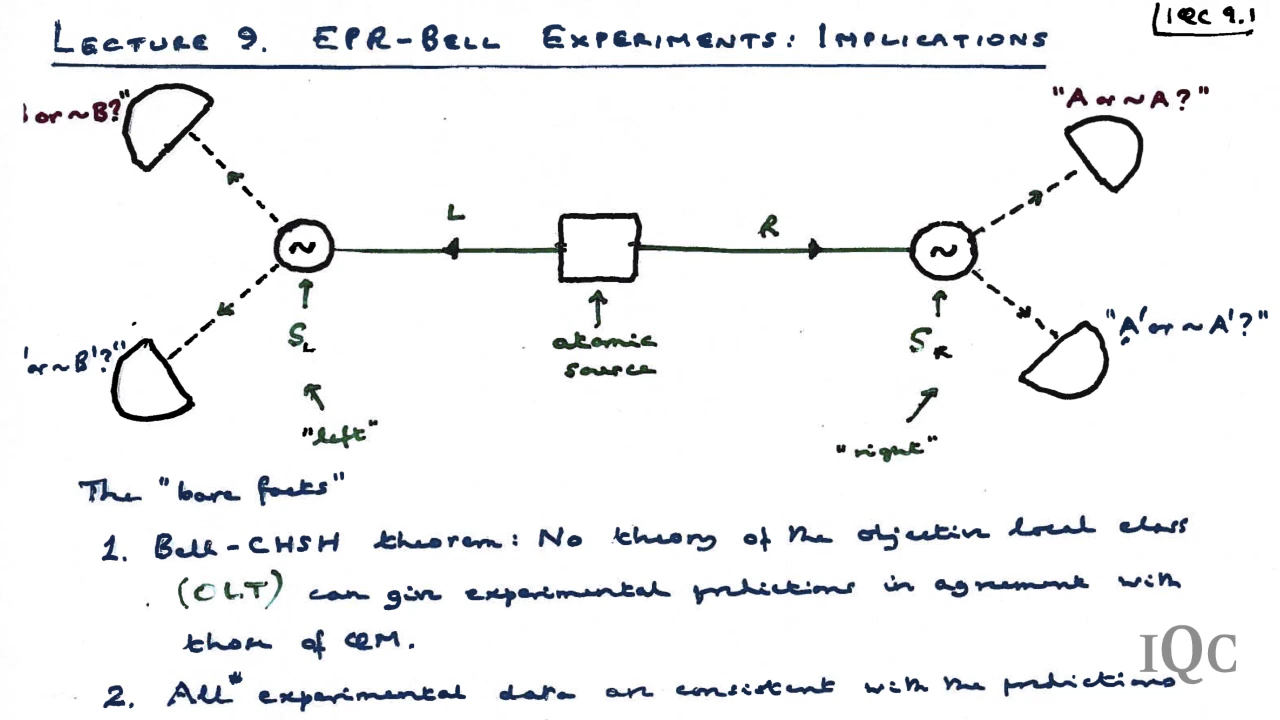 IQC 9.1
LECTURE 9. EPR-BELL EXPERIMENTS: IMPLICATIONS
or ~B?"
"A or ~A?"
L
R
~
~
S_L
atomic
source
S_R
'or ~B'?"
"A' or ~A'?"
"left"
"right"
The "bare facts"
1. Bell-CHSH theorem: No theory of the objective local class
(OLT) can give experimental predictions in agreement with
those of QM.
2. All* experimental data are consistent with the predictions
IQC